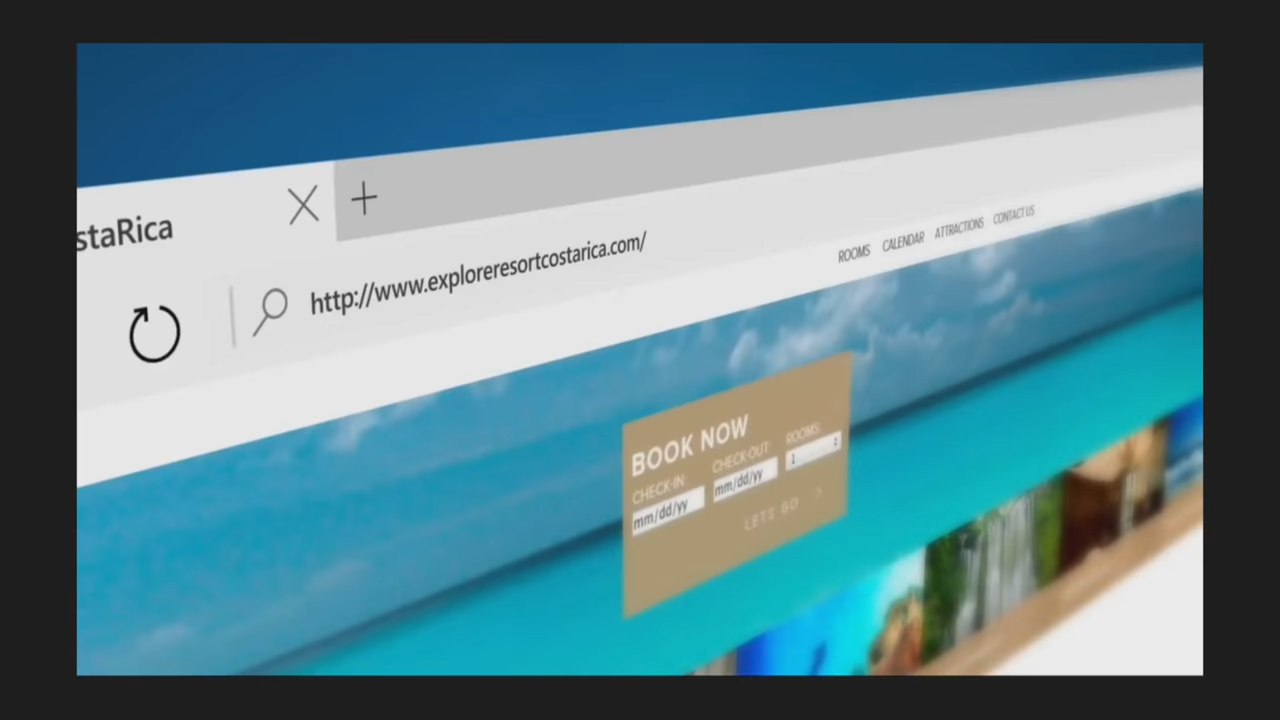 staRica
http://www.exploreresortcostarica.com/
ROOMS CALENDAR ATTRACTIONS CONTACT US
BOOK NOW
CHECK-IN: CHECK-OUT: ROOMS:
mm/dd/yy mm/dd/yy 1
LETS GO >